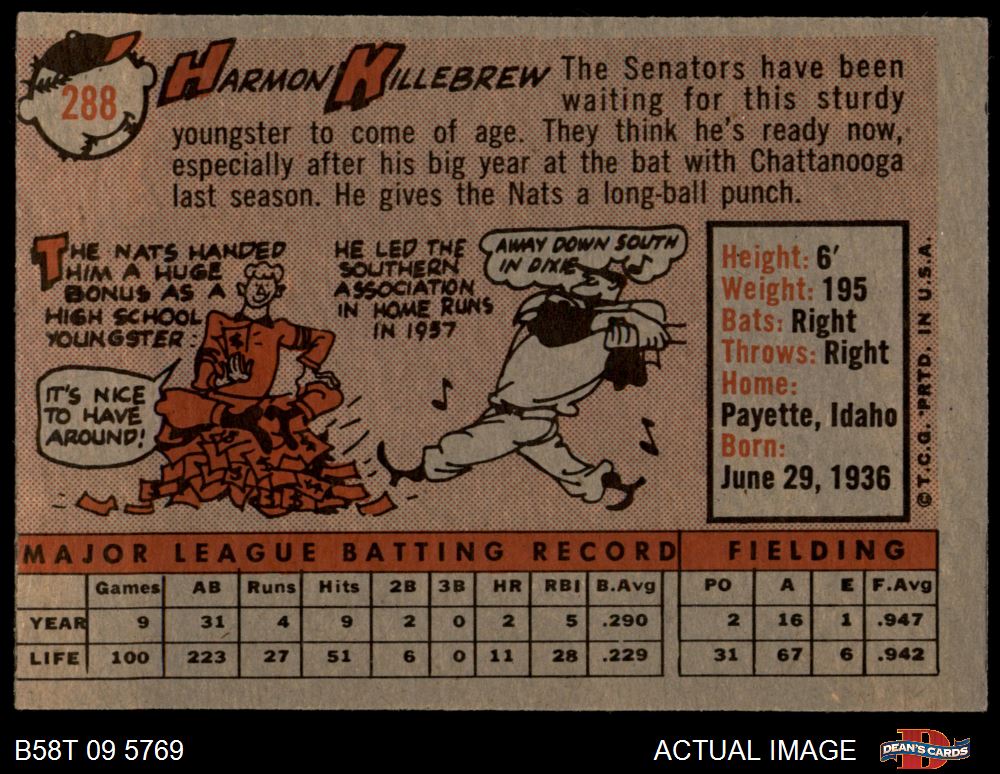 288
HARMON KILLEBREW
The Senators have been
waiting for this sturdy
youngster to come of age. They think he's ready now,
especially after his big year at the bat with Chattanooga
last season. He gives the Nats a long-ball punch.
THE NATS HANDED
HIM A HUGE
BONUS AS A
HIGH SCHOOL
YOUNGSTER:
IT'S NICE
TO HAVE
AROUND!
HE LED THE
SOUTHERN
ASSOCIATION
IN HOME RUNS
IN 1957
AWAY DOWN SOUTH
IN DIXIE
Height: 6'
Weight: 195
Bats: Right
Throws: Right
Home:
Payette, Idaho
Born:
June 29, 1936
© T.C.G. PRTD. IN U.S.A.
MAJOR LEAGUE BATTING RECORD FIELDING
Games AB Runs Hits 2B 3B HR RBI B.Avg PO A E F.Avg
YEAR 9 31 4 9 2 0 2 5 .290 2 16 1 .947
LIFE 100 223 27 51 6 0 11 28 .229 31 67 6 .942
B58T 09 5769
ACTUAL IMAGE
DEAN'S CARDS